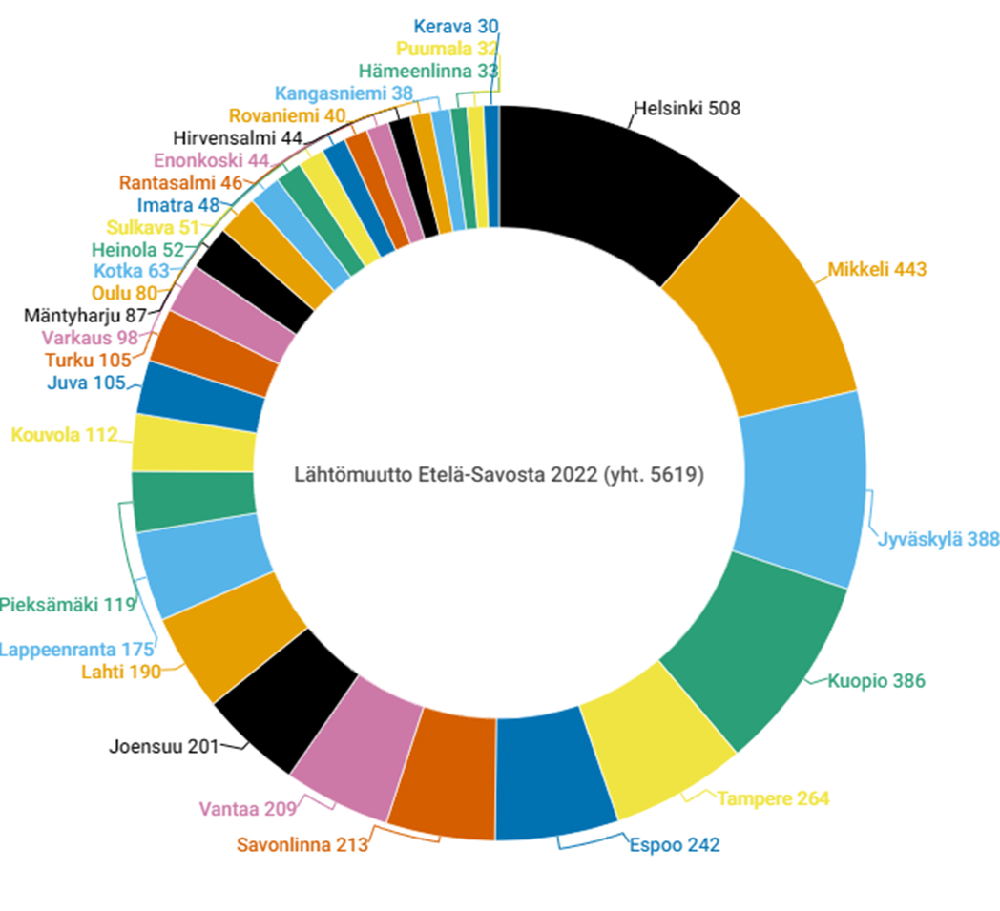 Kerava 30
Puumala 32
Hämeenlinna 33
Kangasniemi 38
Rovaniemi 40
Hirvensalmi 44
Enonkoski 44
Rantasalmi 46
Imatra 48
Sulkava 51
Heinola 52
Kotka 63
Oulu 80
Mäntyharju 87
Varkaus 98
Turku 105
Juva 105
Kouvola 112
Pieksämäki 119
Lappeenranta 175
Lahti 190
Joensuu 201
Vantaa 209
Savonlinna 213
Espoo 242
Tampere 264
Kuopio 386
Jyväskylä 388
Mikkeli 443
Helsinki 508
Lähtömuutto Etelä-Savosta 2022 (yht. 5619)